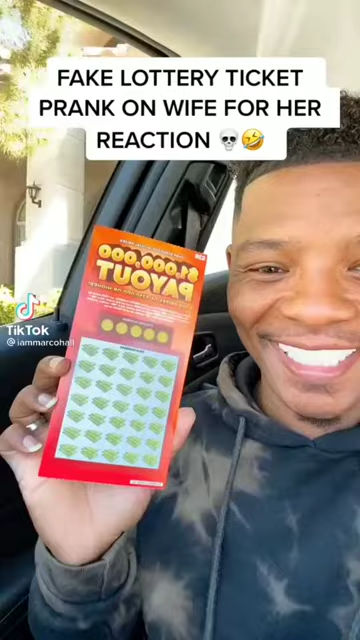 FAKE LOTTERY TICKET
PRANK ON WIFE FOR HER
REACTION 💀🤣
$1,000,000
PAYOUT
TikTok
@iammarcohall